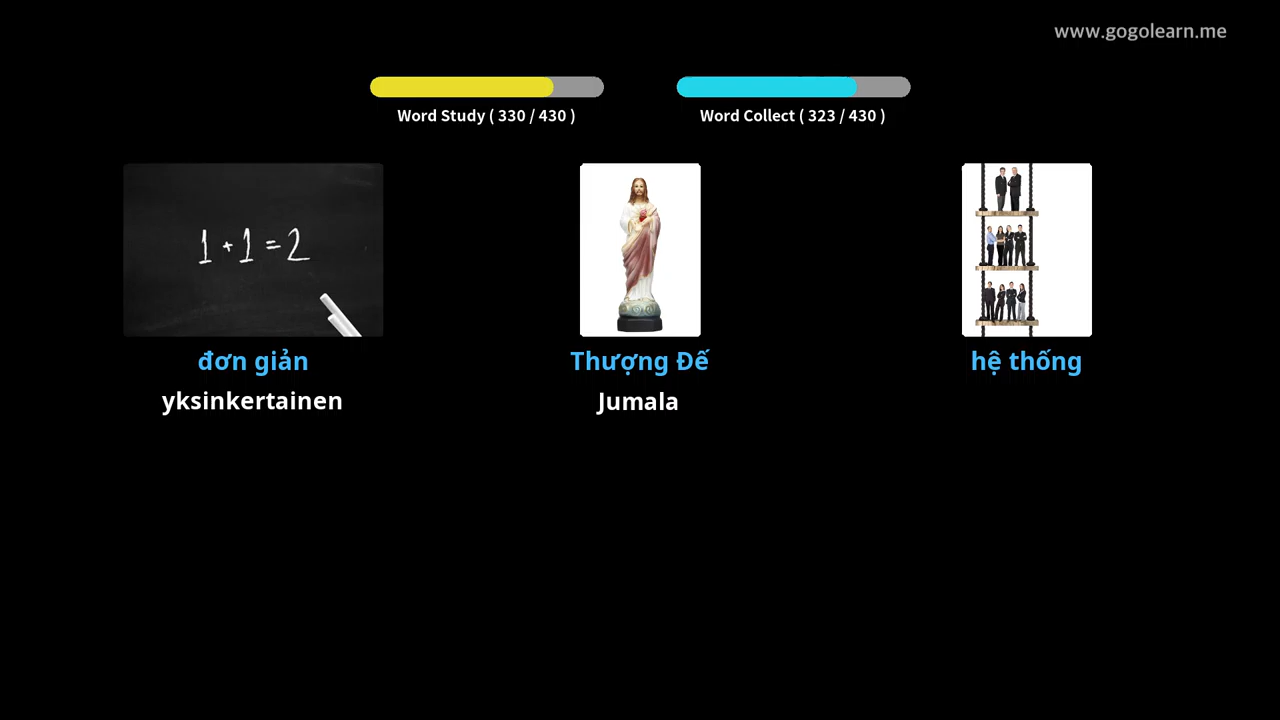 www.gogolearn.me
Word Study ( 330 / 430 )
Word Collect ( 323 / 430 )
1 + 1 = 2
đơn giản
Thượng Đế
hệ thống
yksinkertainen
Jumala